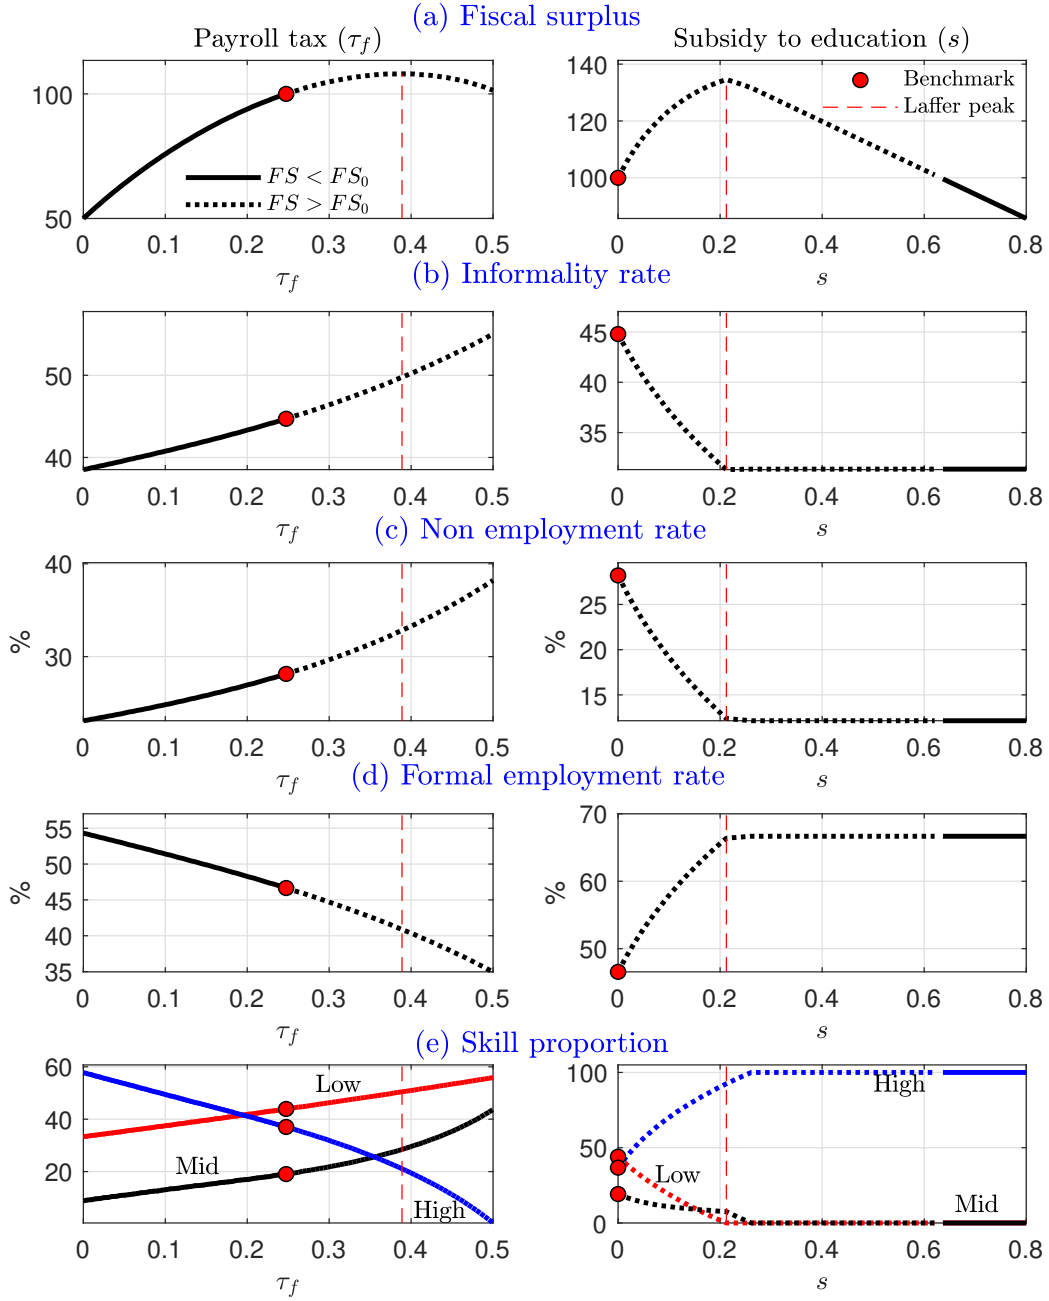 (a) Fiscal surplus
Payroll tax (τ_f)
Subsidy to education (s)
100
50
FS < FS₀
FS > FS₀
0 0.1 0.2 0.3 0.4 0.5
τ_f
140
120
100
Benchmark
Laffer peak
0 0.2 0.4 0.6 0.8
s
(b) Informality rate
50
40
0 0.1 0.2 0.3 0.4 0.5
τ_f
45
40
35
0 0.2 0.4 0.6 0.8
s
(c) Non employment rate
%
40
30
0 0.1 0.2 0.3 0.4 0.5
τ_f
%
25
20
15
0 0.2 0.4 0.6 0.8
s
(d) Formal employment rate
%
55
50
45
40
35
0 0.1 0.2 0.3 0.4 0.5
τ_f
%
70
60
50
0 0.2 0.4 0.6 0.8
s
(e) Skill proportion
60
40
20
Low
Mid
High
0 0.1 0.2 0.3 0.4 0.5
τ_f
100
50
0
High
Low
Mid
0 0.2 0.4 0.6 0.8
s